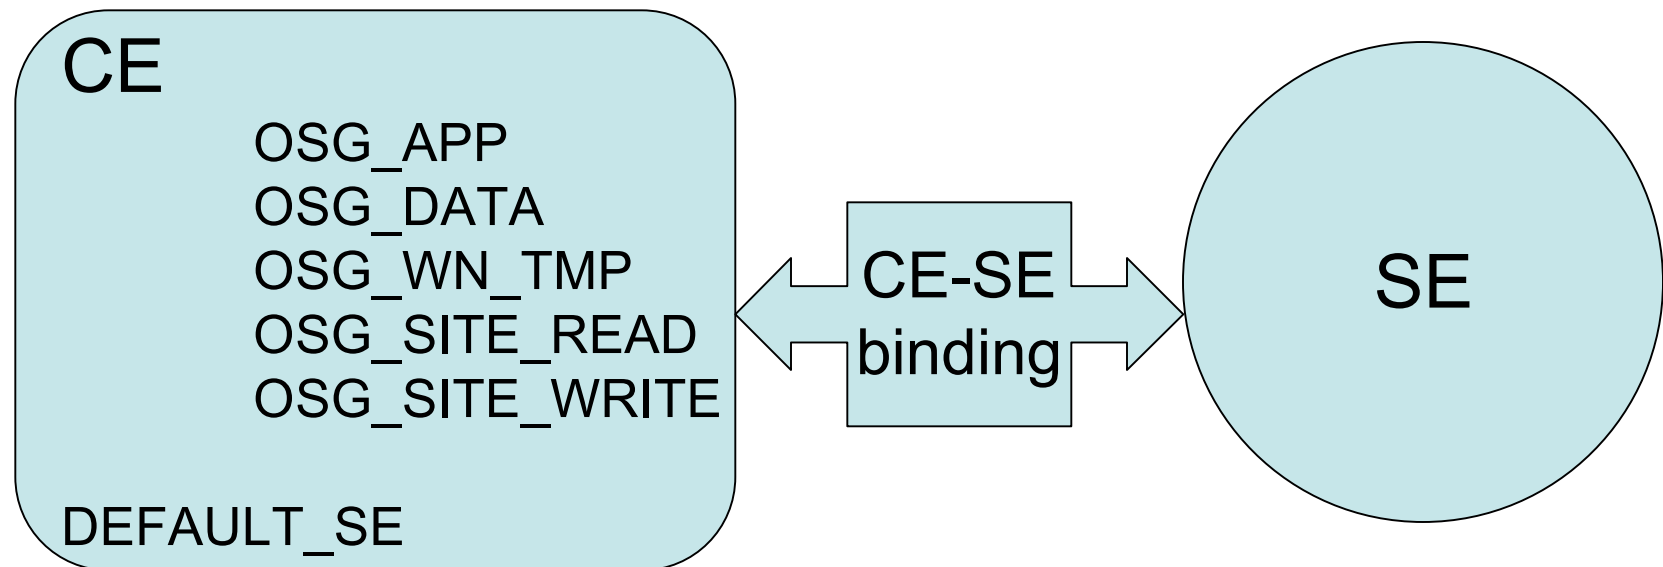 CE
OSG_APP
OSG_DATA
OSG_WN_TMP
OSG_SITE_READ
OSG_SITE_WRITE
DEFAULT_SE
CE-SE
binding
SE